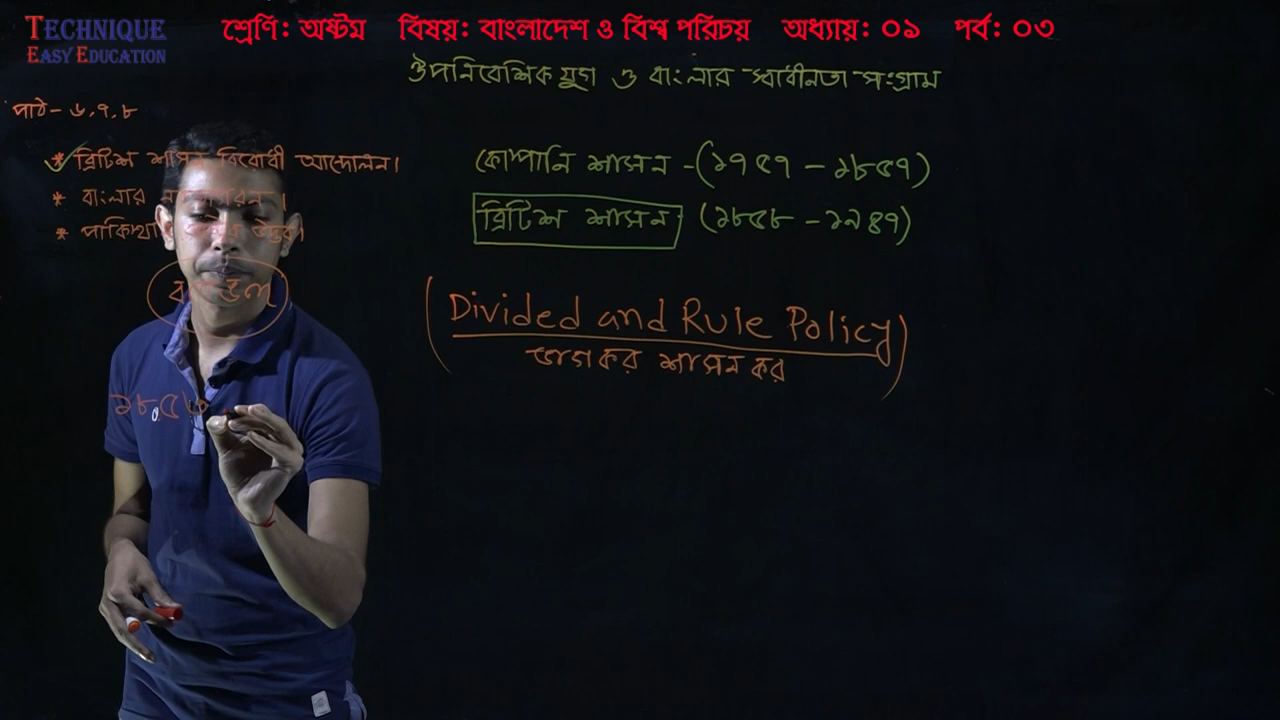 TECHNIQUE
EASY EDUCATION
শ্রেণি: অষ্টম বিষয়: বাংলাদেশ ও বিশ্ব পরিচয় অধ্যায়: ০১ পর্ব: ০৩
ঔপনিবেশিক যুগ ও বাংলার স্বাধীনতা সংগ্রাম
পাঠ - ৬,৭,৮
* ব্রিটিশ শাসন বিরোধী আন্দোলন।
* বাংলার
*
কোম্পানি শাসন - (১৭৫৭ - ১৮৫৭)
ব্রিটিশ শাসন (১৮৫৮ - ১৯৪৭)
(Divided and Rule Policy)
ভাগ কর শাসন কর